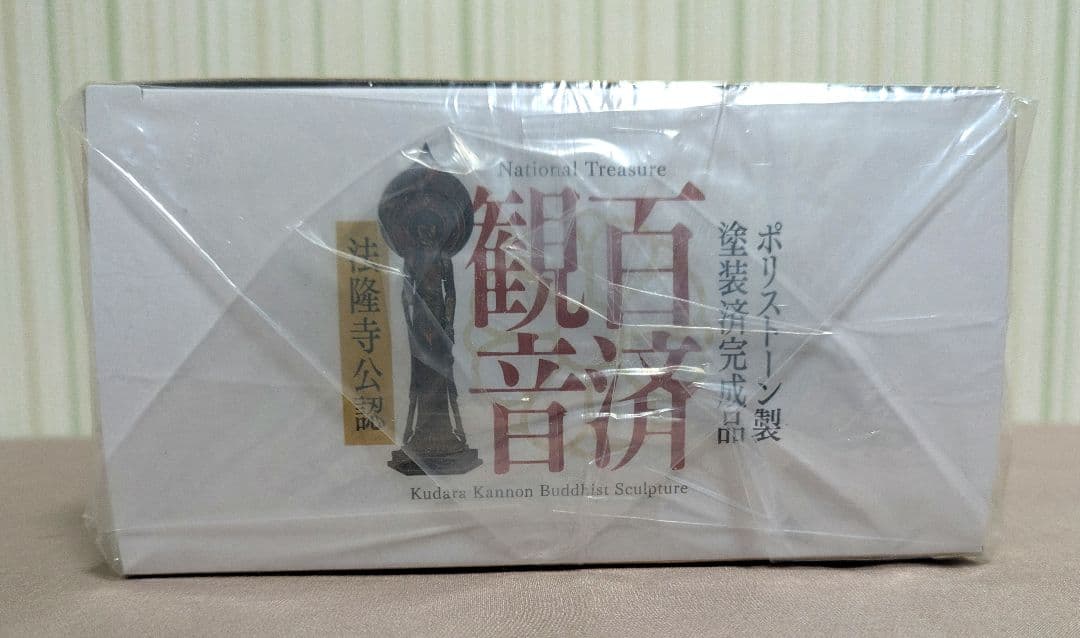 National Treasure
百済
観音
ポリストーン製
塗装済完成品
法隆寺公認
Kudara Kannon Buddhist Sculpture